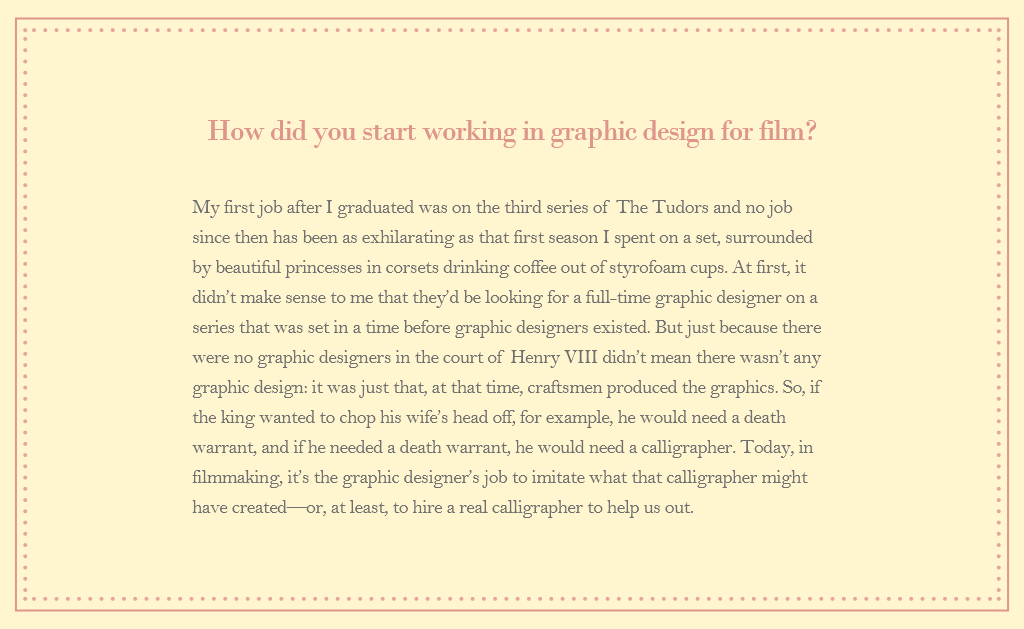 How did you start working in graphic design for film?
My first job after I graduated was on the third series of The Tudors and no job
since then has been as exhilarating as that first season I spent on a set, surrounded
by beautiful princesses in corsets drinking coffee out of styrofoam cups. At first, it
didn’t make sense to me that they’d be looking for a full-time graphic designer on a
series that was set in a time before graphic designers existed. But just because there
were no graphic designers in the court of Henry VIII didn’t mean there wasn’t any
graphic design: it was just that, at that time, craftsmen produced the graphics. So, if
the king wanted to chop his wife’s head off, for example, he would need a death
warrant, and if he needed a death warrant, he would need a calligrapher. Today, in
filmmaking, it’s the graphic designer’s job to imitate what that calligrapher might
have created—or, at least, to hire a real calligrapher to help us out.